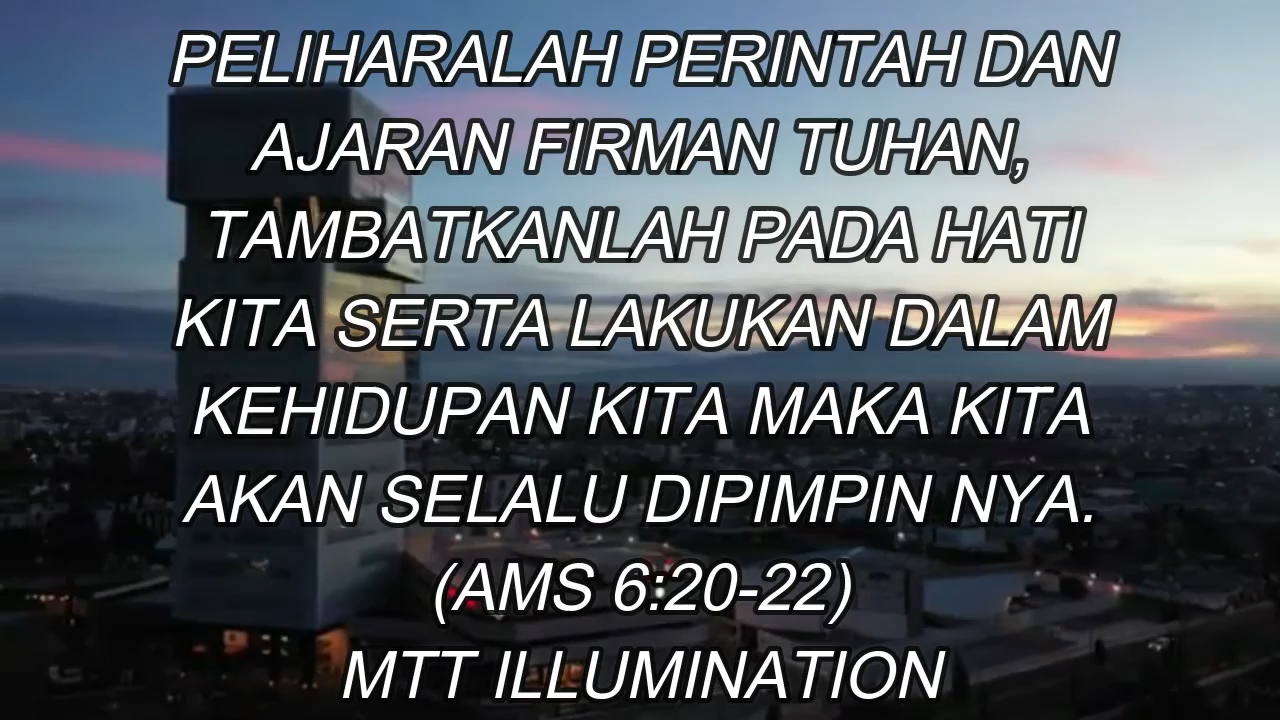 PELIHARALAH PERINTAH DAN
AJARAN FIRMAN TUHAN,
TAMBATKANLAH PADA HATI
KITA SERTA LAKUKAN DALAM
KEHIDUPAN KITA MAKA KITA
AKAN SELALU DIPIMPIN NYA.
(AMS 6:20-22)
MTT ILLUMINATION